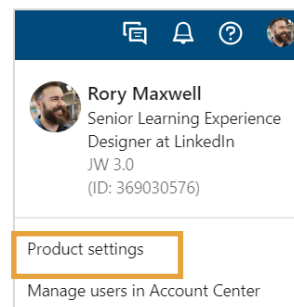 Rory Maxwell
Senior Learning Experience
Designer at LinkedIn
JW 3.0
(ID: 369030576)
Product settings
Manage users in Account Center